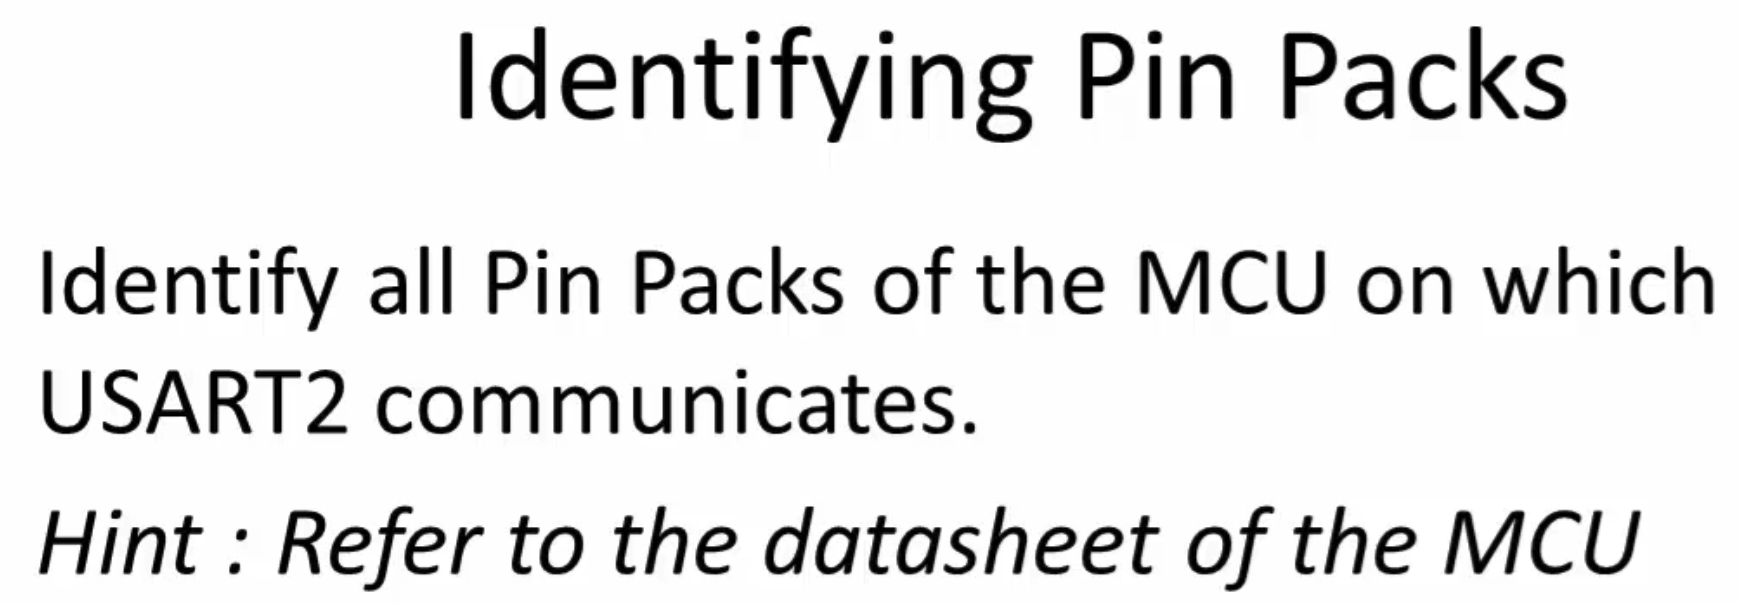 Identifying Pin Packs
Identify all Pin Packs of the MCU on which
USART2 communicates.
Hint : Refer to the datasheet of the MCU